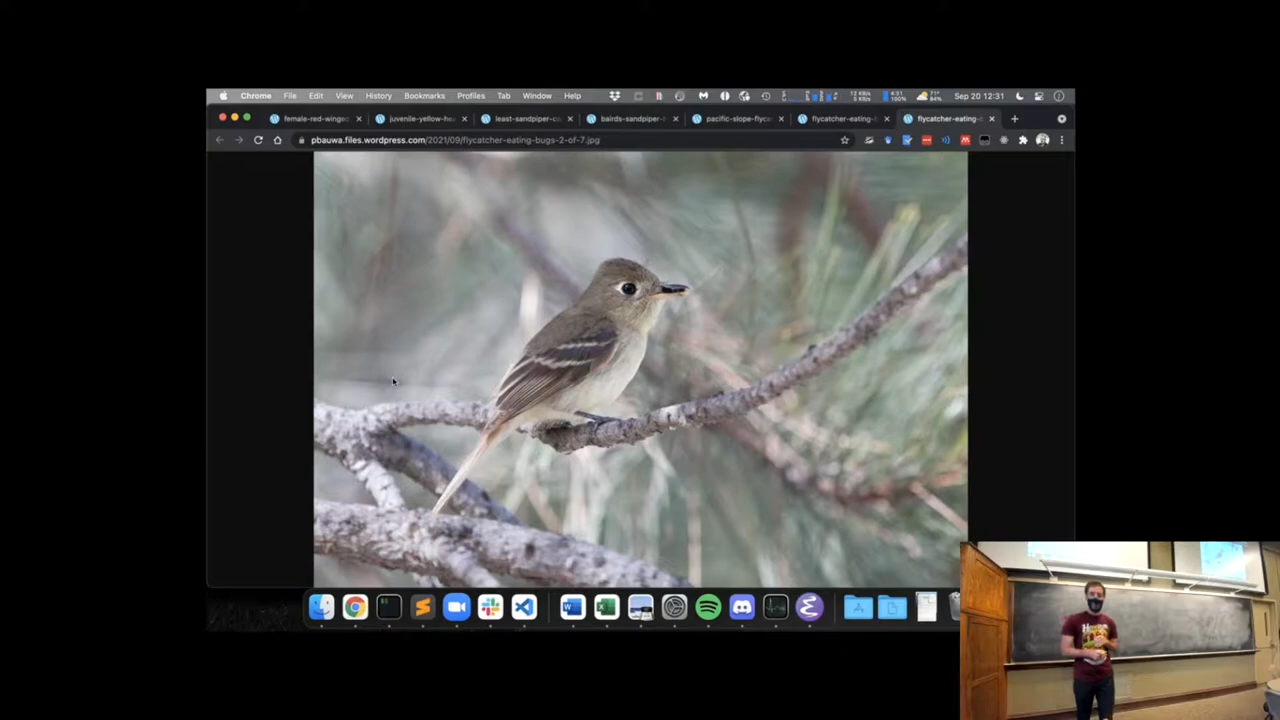 Chrome File Edit View History Bookmarks Profiles Tab Window Help Sep 20 12:31
female-red-winged juvenile-yellow-he least-sandpiper-co bairds-sandpiper- pacific-slope-flyc flycatcher-eating- flycatcher-eating-
pbauwa.files.wordpress.com/2021/09/flycatcher-eating-bugs-2-of-7.jpg